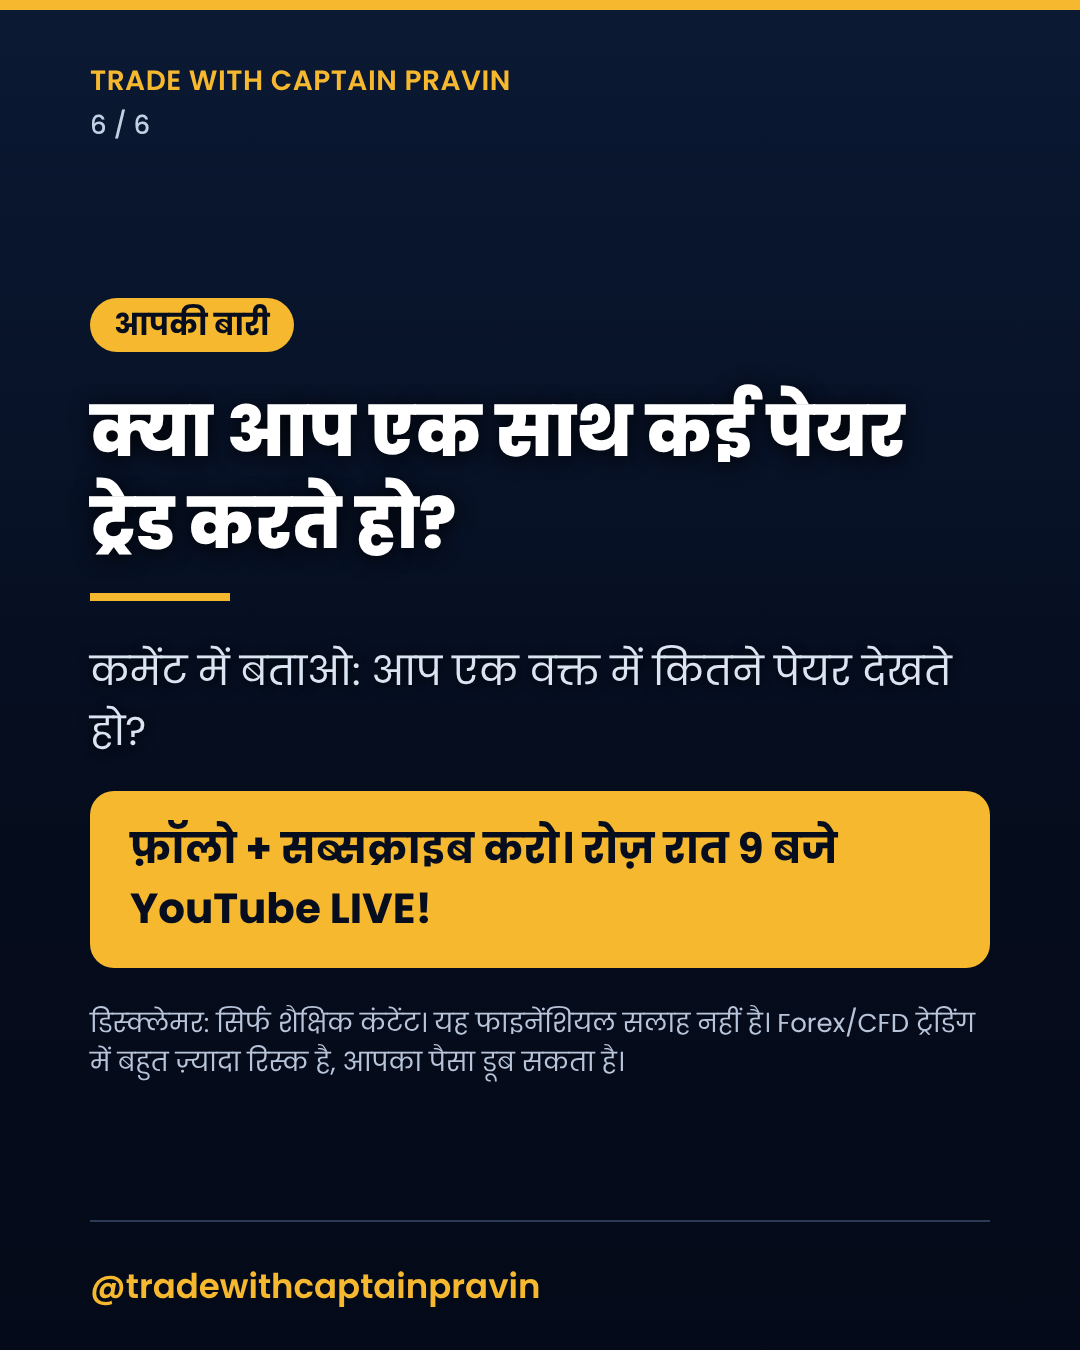 TRADE WITH CAPTAIN PRAVIN
6 / 6
आपकी बारी
क्या आप एक साथ कई पेयर
ट्रेड करते हो?
कमेंट में बताओ: आप एक वक्त में कितने पेयर देखते
हो?
फ़ॉलो + सब्सक्राइब करो। रोज़ रात 9 बजे
YouTube LIVE!
डिस्क्लेमर: सिर्फ शैक्षिक कंटेंट। यह फाइनेंशियल सलाह नहीं है। Forex/CFD ट्रेडिंग
में बहुत ज़्यादा रिस्क है, आपका पैसा डूब सकता है।
@tradewithcaptainpravin